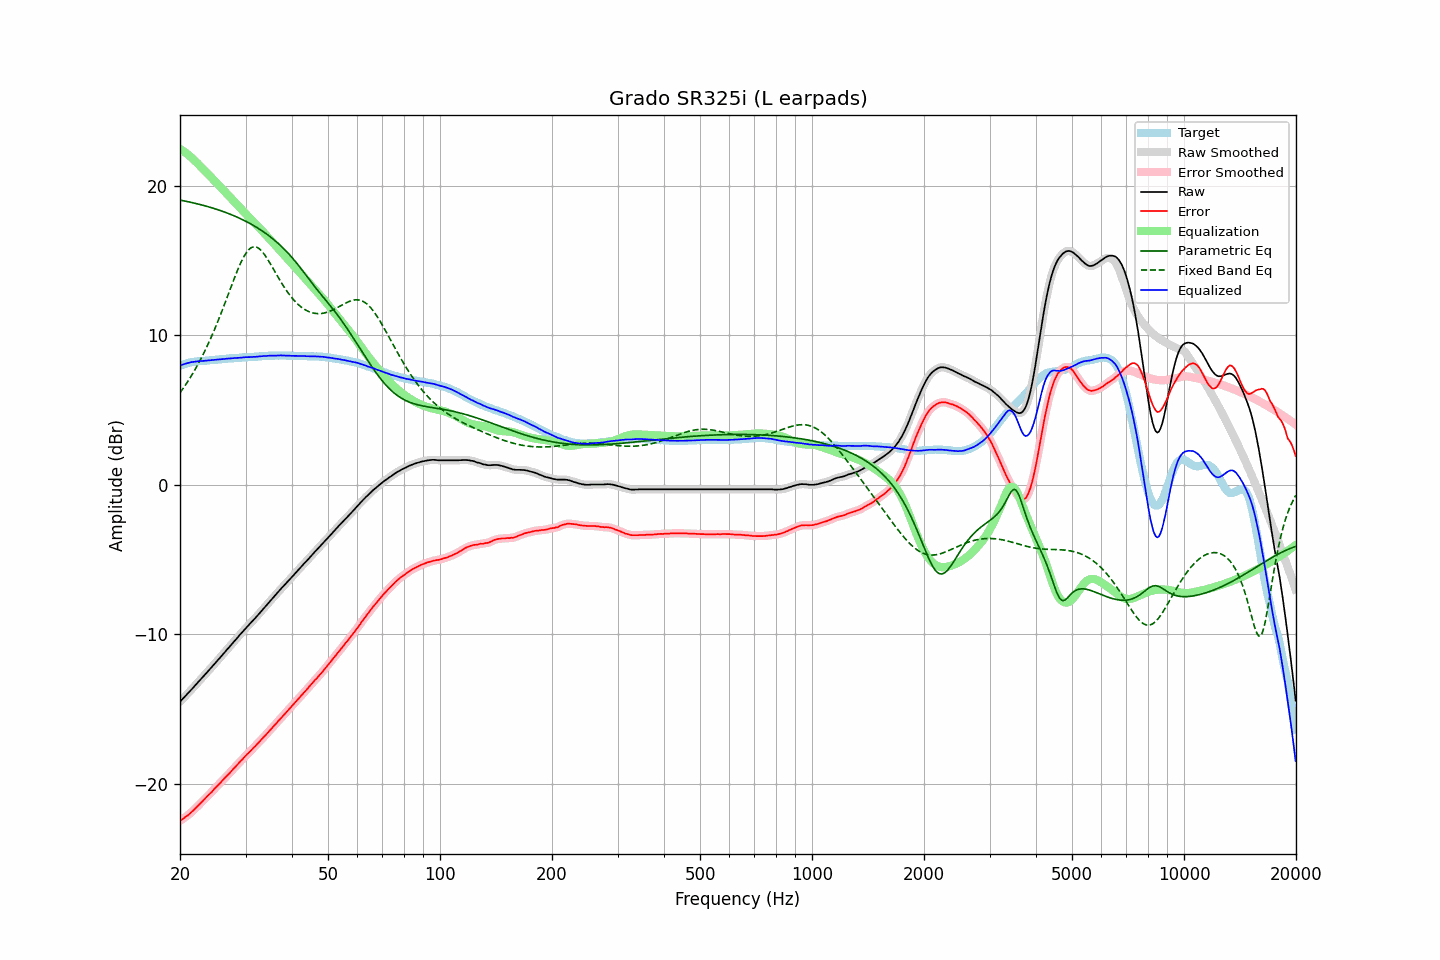 Grado SR325i (L earpads)
Target
Raw Smoothed
Error Smoothed
Raw
Error
Equalization
Parametric Eq
Fixed Band Eq
Equalized
Amplitude (dBr)
20
10
0
−10
−20
20 50 100 200 500 1000 2000 5000 10000 20000
Frequency (Hz)